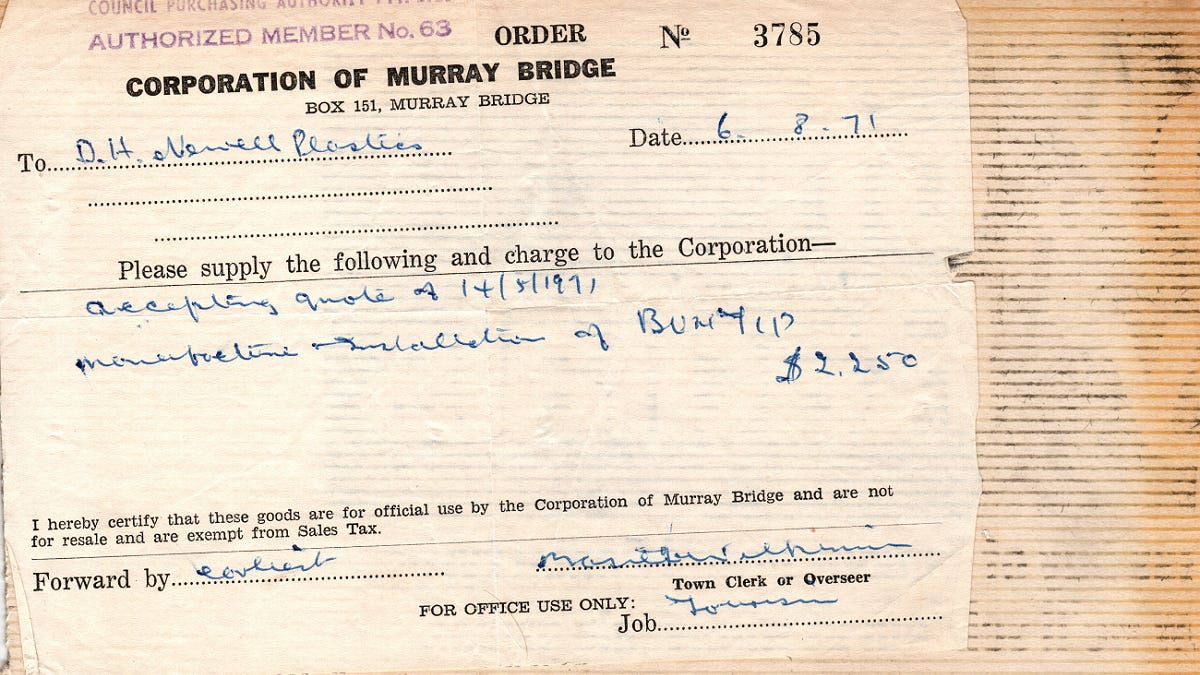 COUNCIL PURCHASING AUTHORITY PTY. LTD.
AUTHORIZED MEMBER No. 63
ORDER Nº 3785
CORPORATION OF MURRAY BRIDGE
BOX 151, MURRAY BRIDGE
To D.H. Newell Plastics
Date 6. 8. 71
Please supply the following and charge to the Corporation—
accepting quote of 14/5/1971
manufacture & installation of BUNYIP
$2.250
I hereby certify that these goods are for official use by the Corporation of Murray Bridge and are not
for resale and are exempt from Sales Tax.
Forward by earliest
Town Clerk or Overseer
FOR OFFICE USE ONLY:
Job Tourism